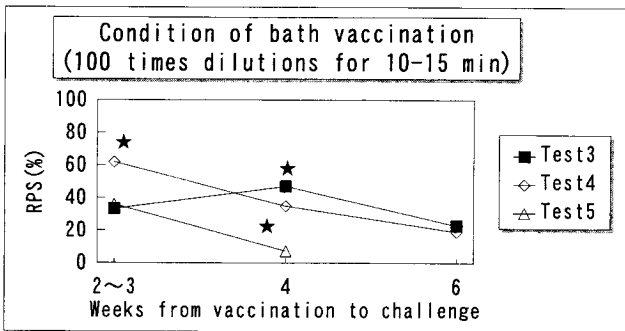 Condition of bath vaccination
(100 times dilutions for 10-15 min)
100
80
60
40
20
0
RPS(%)
2～3
4
6
Weeks from vaccination to challenge
Test3
Test4
Test5